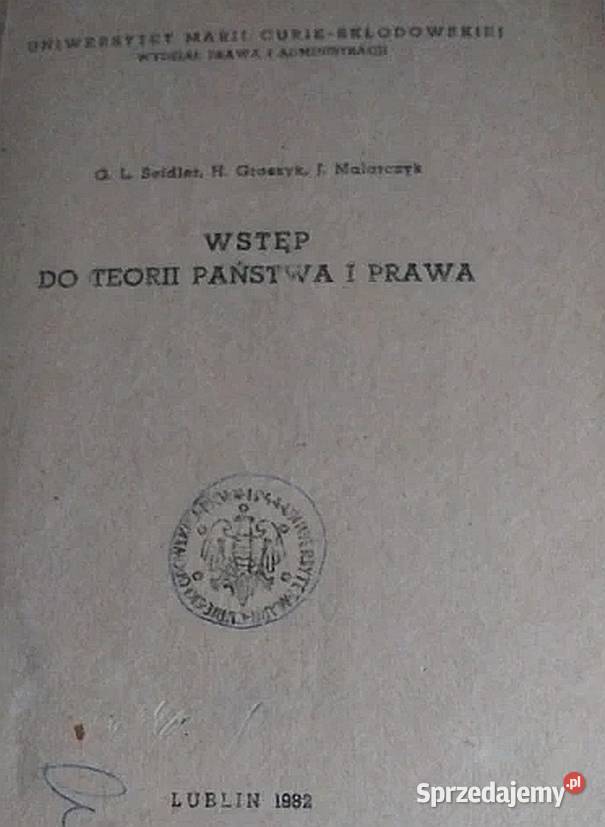 UNIWERSYTET MARII CURIE-SKŁODOWSKIEJ
WYDZIAŁ PRAWA I ADMINISTRACJI
G. L. Seidler, H. Groszyk, J. Malarczyk
WSTĘP
DO TEORII PAŃSTWA I PRAWA
LUBLIN 1982
Sprzedajemy.pl